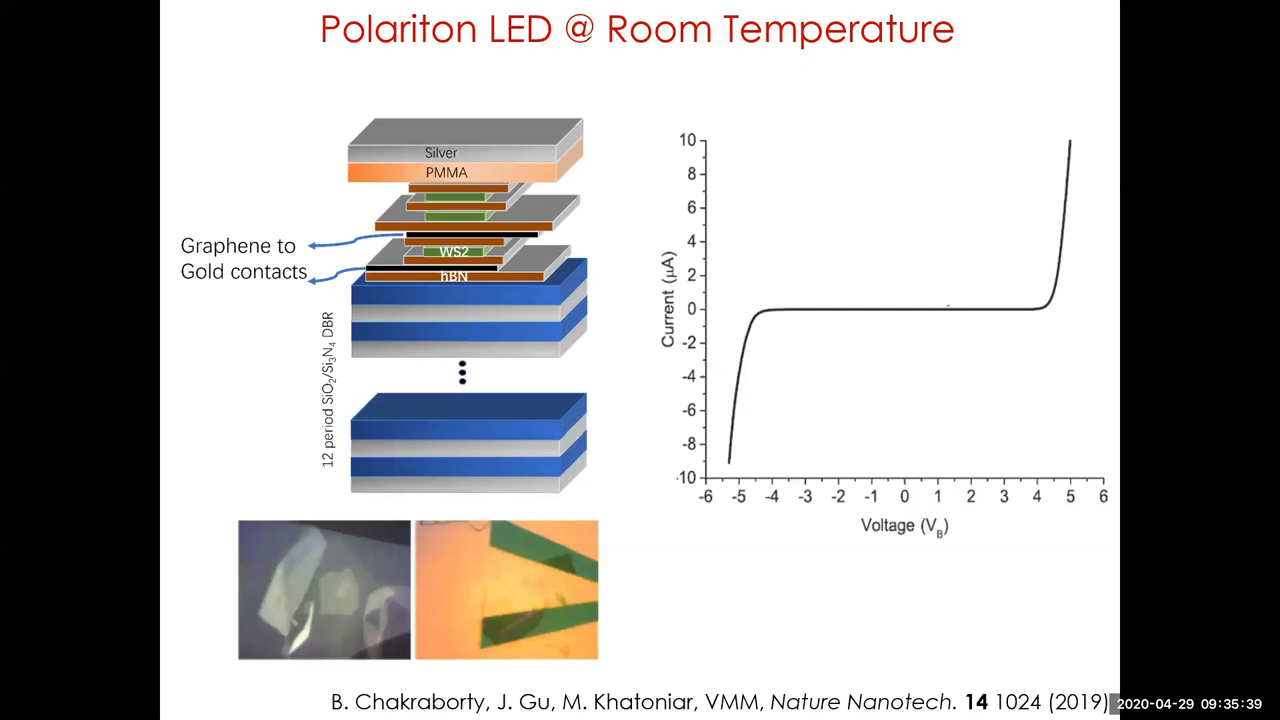 Polariton LED @ Room Temperature
Silver
PMMA
Graphene to
Gold contacts
WS2
hBN
12 period SiO₂/Si₃N₄ DBR
Current (μA)
10
8
6
4
2
0
-2
-4
-6
-8
-10
-6 -5 -4 -3 -2 -1 0 1 2 3 4 5 6
Voltage (V_B)
B. Chakraborty, J. Gu, M. Khatoniar, VMM, Nature Nanotech. 14 1024 (2019)
2020-04-29 09:35:39